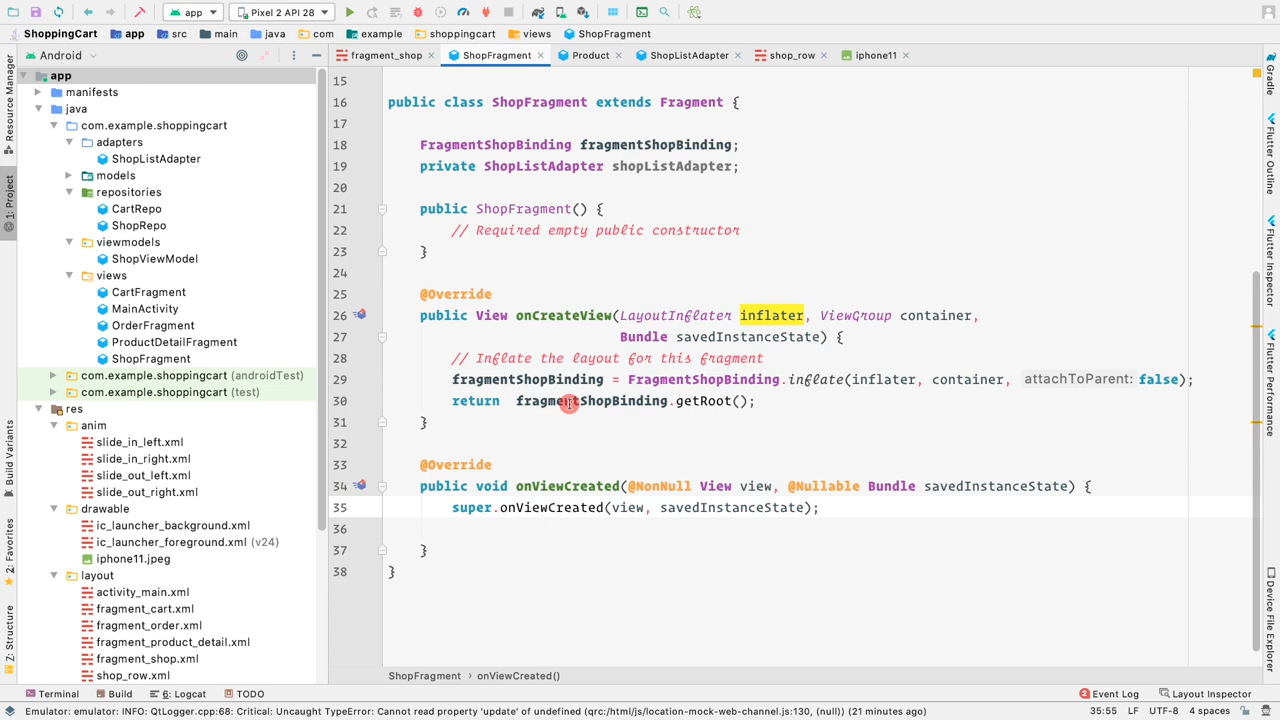 app
Pixel 2 API 28
ShoppingCart
app
src
main
java
com
example
shoppingcart
views
ShopFragment
Android
fragment_shop
ShopFragment
Product
ShopListAdapter
shop_row
iphone11
Resource Manager
1: Project
Build Variants
2: Favorites
7: Structure
app
manifests
java
com.example.shoppingcart
adapters
ShopListAdapter
models
repositories
CartRepo
ShopRepo
viewmodels
ShopViewModel
views
CartFragment
MainActivity
OrderFragment
ProductDetailFragment
ShopFragment
com.example.shoppingcart (androidTest)
com.example.shoppingcart (test)
res
anim
slide_in_left.xml
slide_in_right.xml
slide_out_left.xml
slide_out_right.xml
drawable
ic_launcher_background.xml
ic_launcher_foreground.xml (v24)
iphone11.jpeg
layout
activity_main.xml
fragment_cart.xml
fragment_order.xml
fragment_product_detail.xml
fragment_shop.xml
shop_row.xml
15
16 public class ShopFragment extends Fragment {
17
18 FragmentShopBinding fragmentShopBinding;
19 private ShopListAdapter shopListAdapter;
20
21 public ShopFragment() {
22 // Required empty public constructor
23 }
24
25 @Override
26 public View onCreateView(LayoutInflater inflater, ViewGroup container,
27 Bundle savedInstanceState) {
28 // Inflate the layout for this fragment
29 fragmentShopBinding = FragmentShopBinding.inflate(inflater, container, attachToParent: false);
30 return fragmentShopBinding.getRoot();
31 }
32
33 @Override
34 public void onViewCreated(@NonNull View view, @Nullable Bundle savedInstanceState) {
35 super.onViewCreated(view, savedInstanceState);
36
37 }
38 }
Gradle
Flutter Outline
Flutter Inspector
Flutter Performance
Device File Explorer
ShopFragment
onViewCreated()
Terminal
Build
6: Logcat
TODO
2 Event Log
Layout Inspector
Emulator: emulator: INFO: QtLogger.cpp:68: Critical: Uncaught TypeError: Cannot read property 'update' of undefined (qrc:/html/js/location-mock-web-channel.js:130, (null)) (21 minutes ago)
35:55
LF
UTF-8
4 spaces